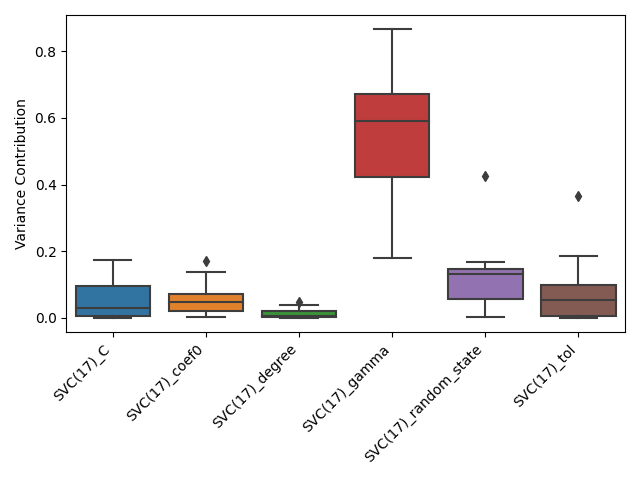 Variance Contribution
0.8
0.6
0.4
0.2
0.0
SVC(17)_C
SVC(17)_coef0
SVC(17)_degree
SVC(17)_gamma
SVC(17)_random_state
SVC(17)_tol